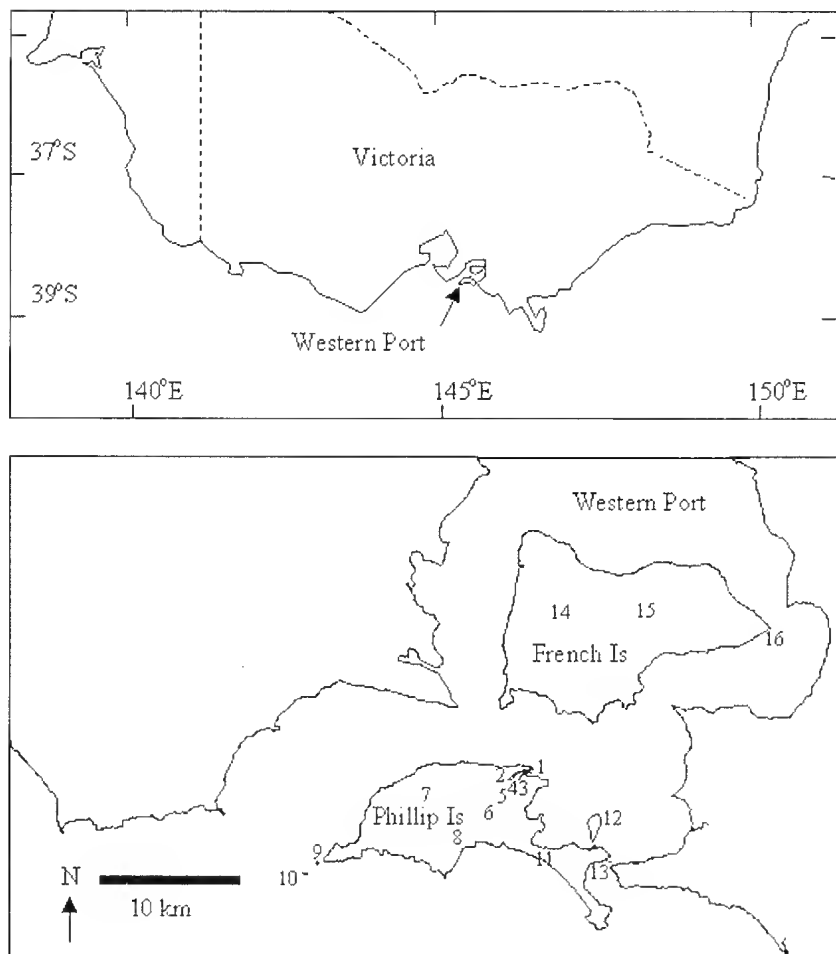 37°S
Victoria
39°S
Western Port
140°E
145°E
150°E
Western Port
14
15
French Is
16
1
2
43
5
7
6
Phillip Is
8
12
9
11
10
13
N
10 km